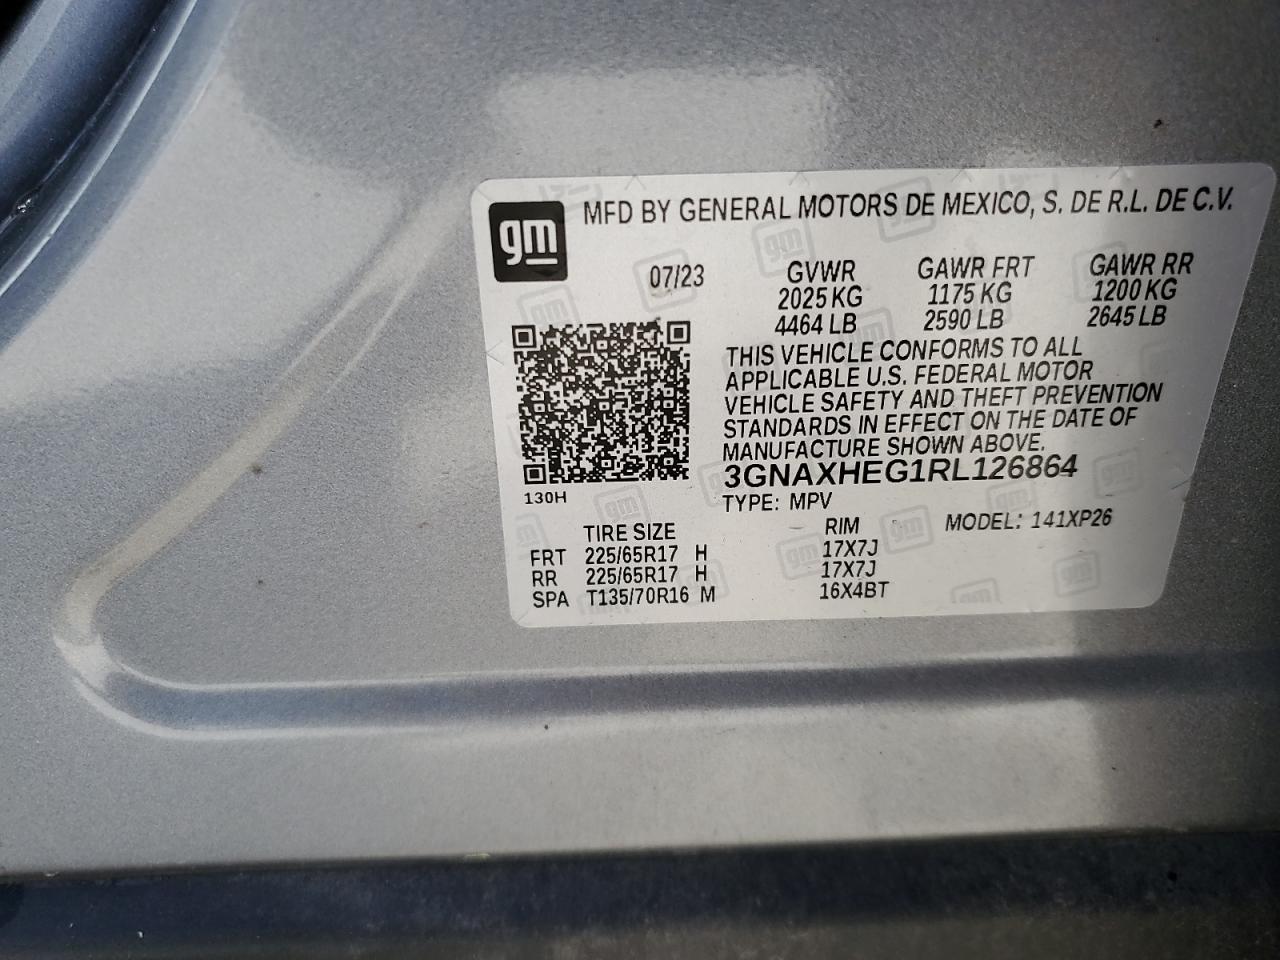 gm
MFD BY GENERAL MOTORS DE MEXICO, S. DE R.L. DE C.V.
07/23 GVWR GAWR FRT GAWR RR
2025 KG 1175 KG 1200 KG
4464 LB 2590 LB 2645 LB
THIS VEHICLE CONFORMS TO ALL
APPLICABLE U.S. FEDERAL MOTOR
VEHICLE SAFETY AND THEFT PREVENTION
STANDARDS IN EFFECT ON THE DATE OF
MANUFACTURE SHOWN ABOVE.
3GNAXHEG1RL126864
130H
TYPE: MPV
TIRE SIZE RIM MODEL: 141XP26
FRT 225/65R17 H 17X7J
RR 225/65R17 H 17X7J
SPA T135/70R16 M 16X4BT